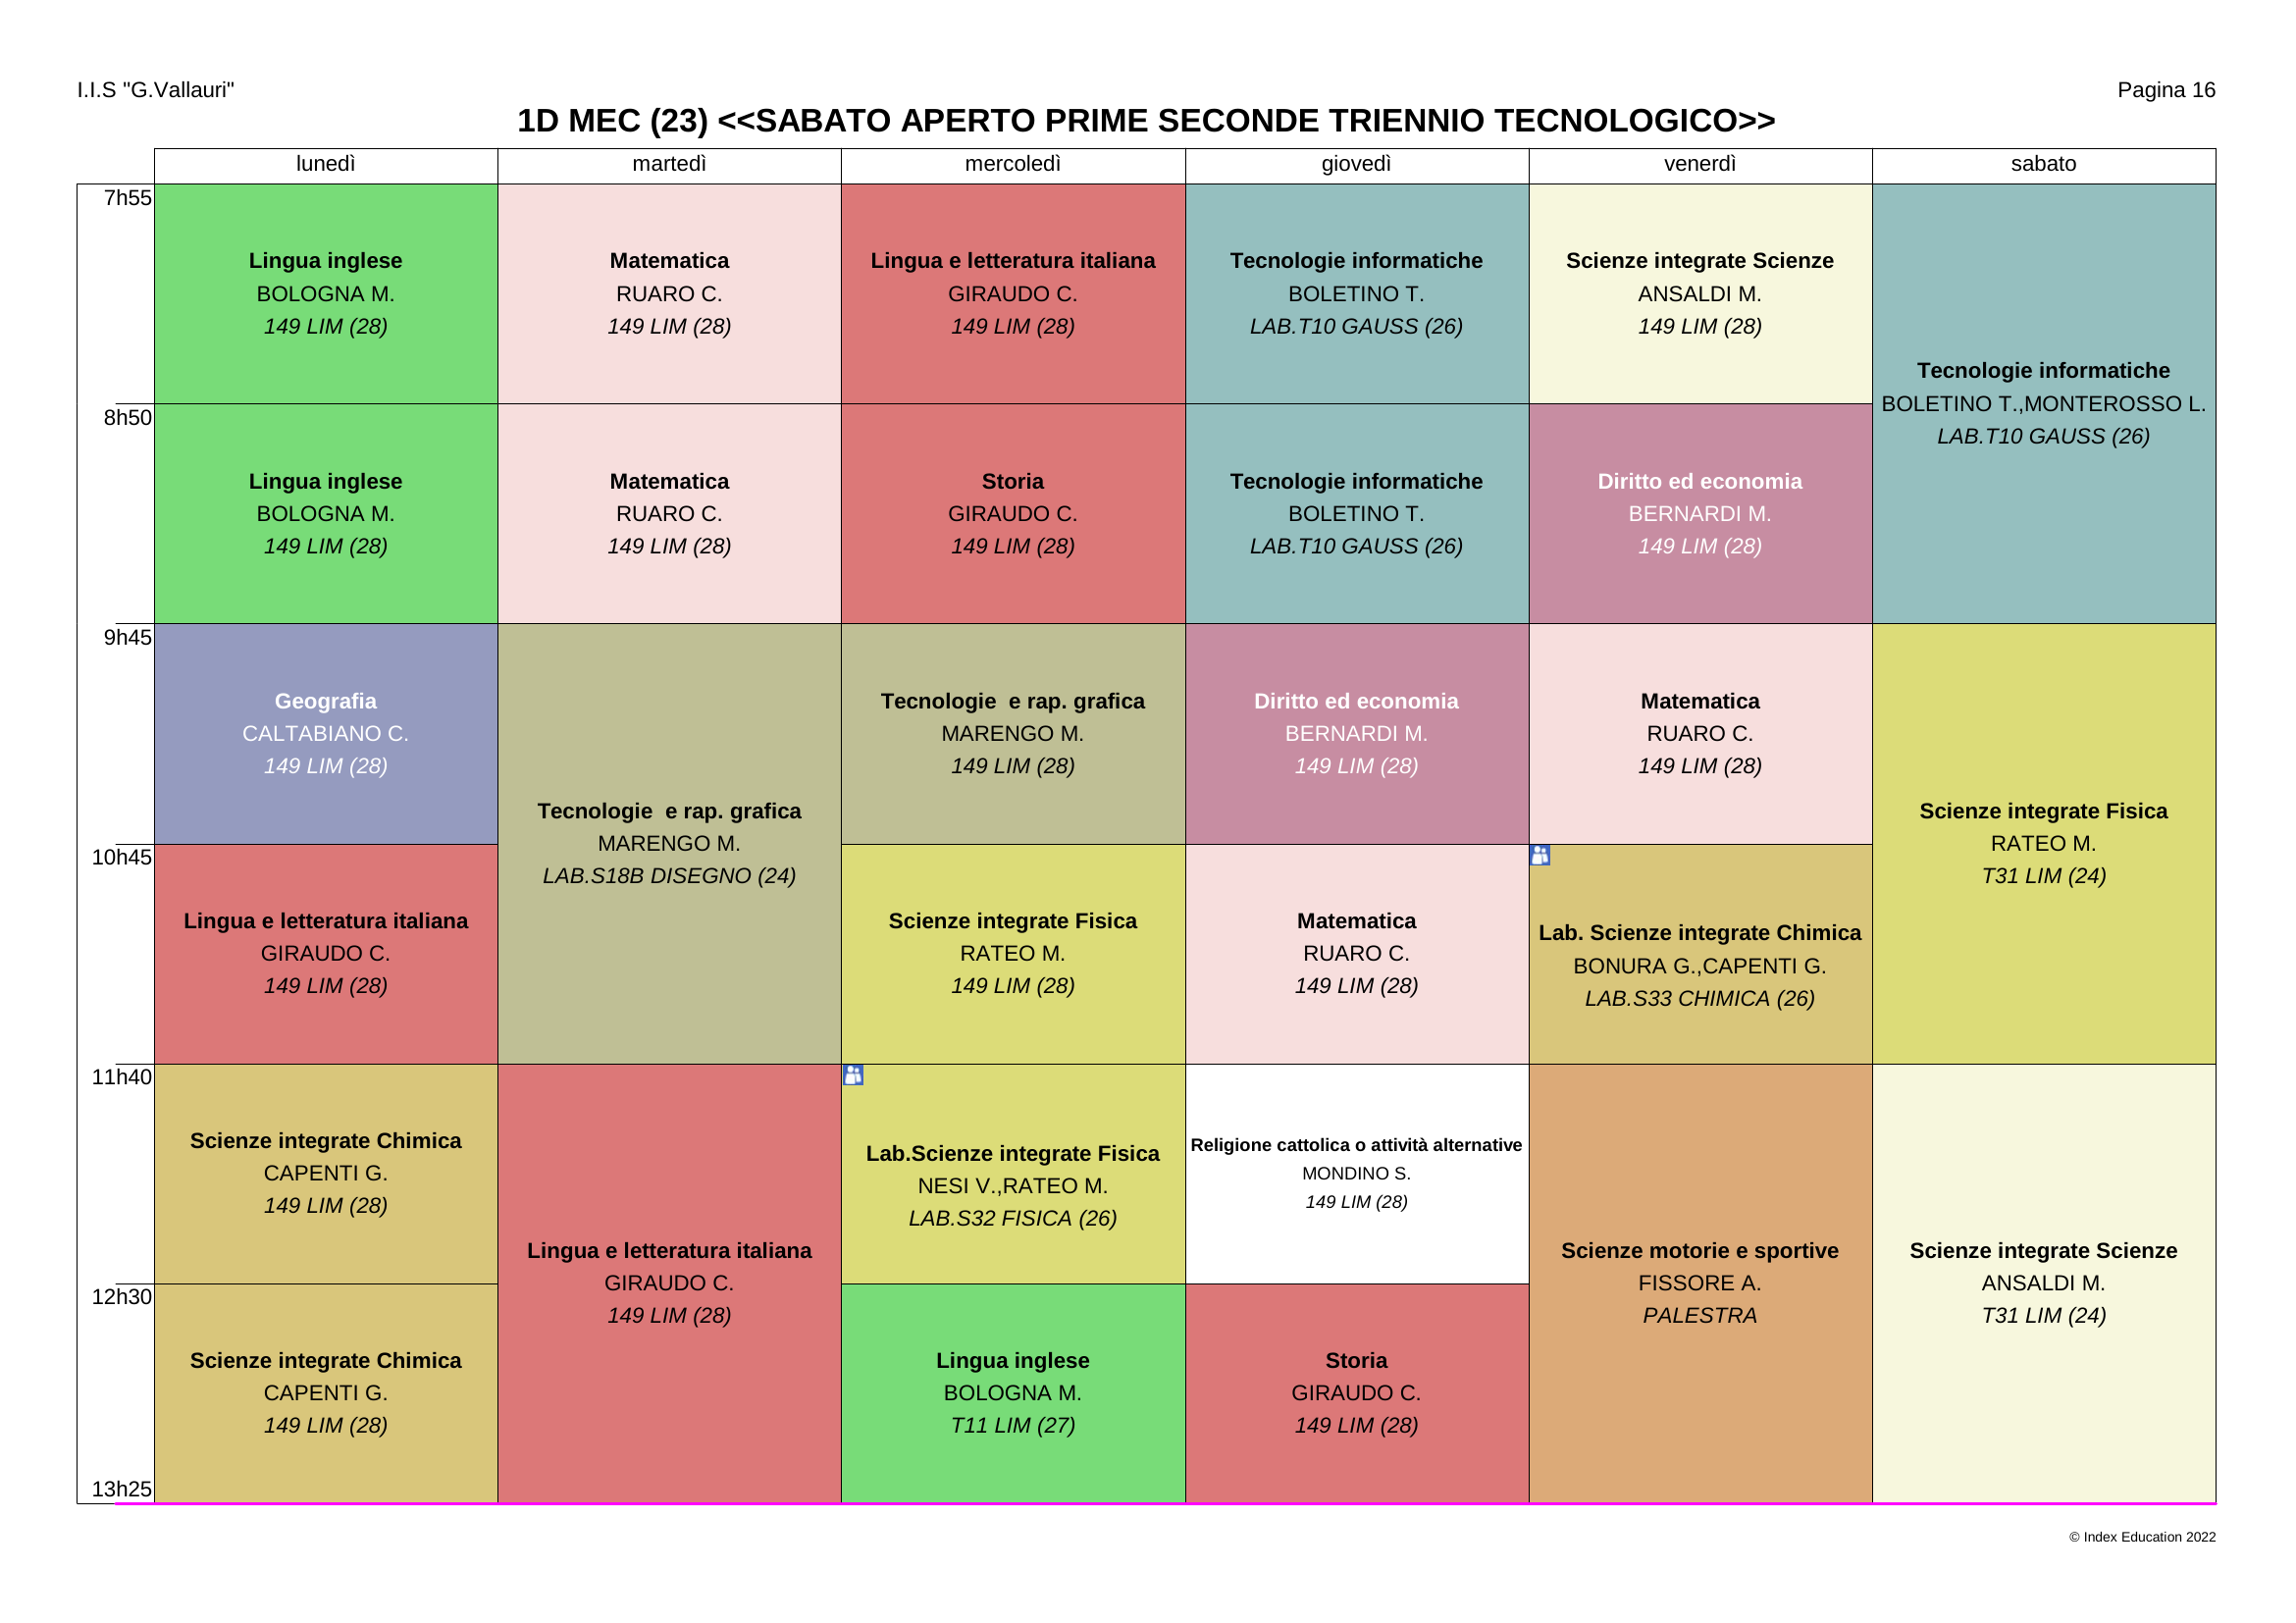 I.I.S "G.Vallauri"
Pagina 16
1D MEC (23) <<SABATO APERTO PRIME SECONDE TRIENNIO TECNOLOGICO>>
lunedì
martedì
mercoledì
giovedì
venerdì
sabato
7h55
Lingua inglese
BOLOGNA M.
149 LIM (28)
Matematica
RUARO C.
149 LIM (28)
Lingua e letteratura italiana
GIRAUDO C.
149 LIM (28)
Tecnologie informatiche
BOLETINO T.
LAB.T10 GAUSS (26)
Scienze integrate Scienze
ANSALDI M.
149 LIM (28)
Tecnologie informatiche
BOLETINO T.,MONTEROSSO L.
LAB.T10 GAUSS (26)
8h50
Lingua inglese
BOLOGNA M.
149 LIM (28)
Matematica
RUARO C.
149 LIM (28)
Storia
GIRAUDO C.
149 LIM (28)
Tecnologie informatiche
BOLETINO T.
LAB.T10 GAUSS (26)
Diritto ed economia
BERNARDI M.
149 LIM (28)
9h45
Geografia
CALTABIANO C.
149 LIM (28)
Tecnologie  e rap. grafica
MARENGO M.
LAB.S18B DISEGNO (24)
Tecnologie  e rap. grafica
MARENGO M.
149 LIM (28)
Diritto ed economia
BERNARDI M.
149 LIM (28)
Matematica
RUARO C.
149 LIM (28)
Scienze integrate Fisica
RATEO M.
T31 LIM (24)
10h45
Lingua e letteratura italiana
GIRAUDO C.
149 LIM (28)
Scienze integrate Fisica
RATEO M.
149 LIM (28)
Matematica
RUARO C.
149 LIM (28)
Lab. Scienze integrate Chimica
BONURA G.,CAPENTI G.
LAB.S33 CHIMICA (26)
11h40
Scienze integrate Chimica
CAPENTI G.
149 LIM (28)
Lingua e letteratura italiana
GIRAUDO C.
149 LIM (28)
Lab.Scienze integrate Fisica
NESI V.,RATEO M.
LAB.S32 FISICA (26)
Religione cattolica o attività alternative
MONDINO S.
149 LIM (28)
Scienze motorie e sportive
FISSORE A.
PALESTRA
Scienze integrate Scienze
ANSALDI M.
T31 LIM (24)
12h30
Scienze integrate Chimica
CAPENTI G.
149 LIM (28)
Lingua inglese
BOLOGNA M.
T11 LIM (27)
Storia
GIRAUDO C.
149 LIM (28)
13h25
© Index Education 2022